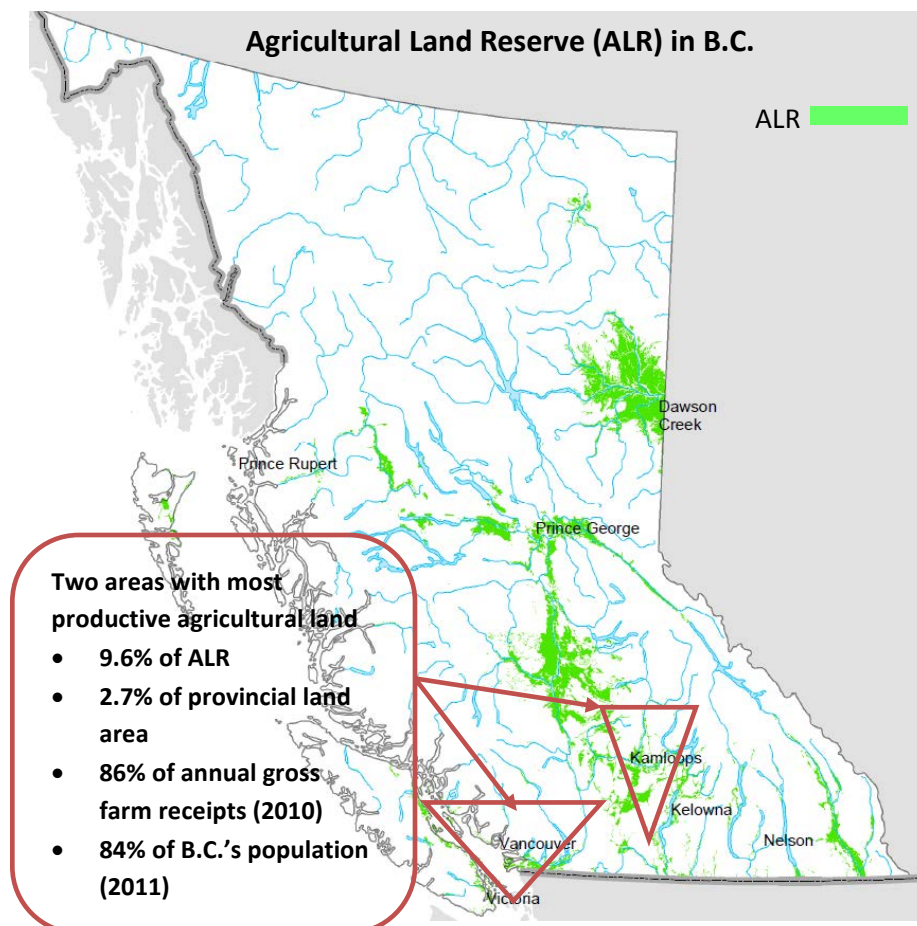 Agricultural Land Reserve (ALR) in B.C.
ALR
Dawson
Creek
Prince Rupert
Prince George
Two areas with most
productive agricultural land
• 9.6% of ALR
• 2.7% of provincial land
area
• 86% of annual gross
farm receipts (2010)
• 84% of B.C.’s population
(2011)
Kamloops
Kelowna
Vancouver
Nelson
Victoria